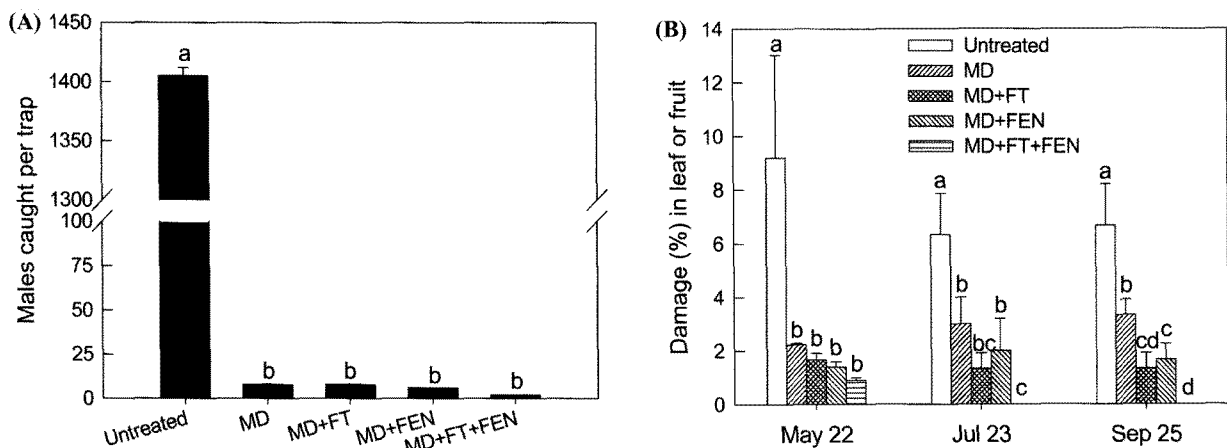 (A)
Males caught per trap
1450
1400
1350
1300
100
75
50
25
0
a
b
b
b
b
Untreated
MD
MD+FT
MD+FEN
MD+FT+FEN
(B)
Damage (%) in leaf or fruit
14
12
10
8
6
4
2
0
Untreated
MD
MD+FT
MD+FEN
MD+FT+FEN
a
b
b
b
b
a
b
bc
b
c
a
b
cd
c
d
May 22
Jul 23
Sep 25